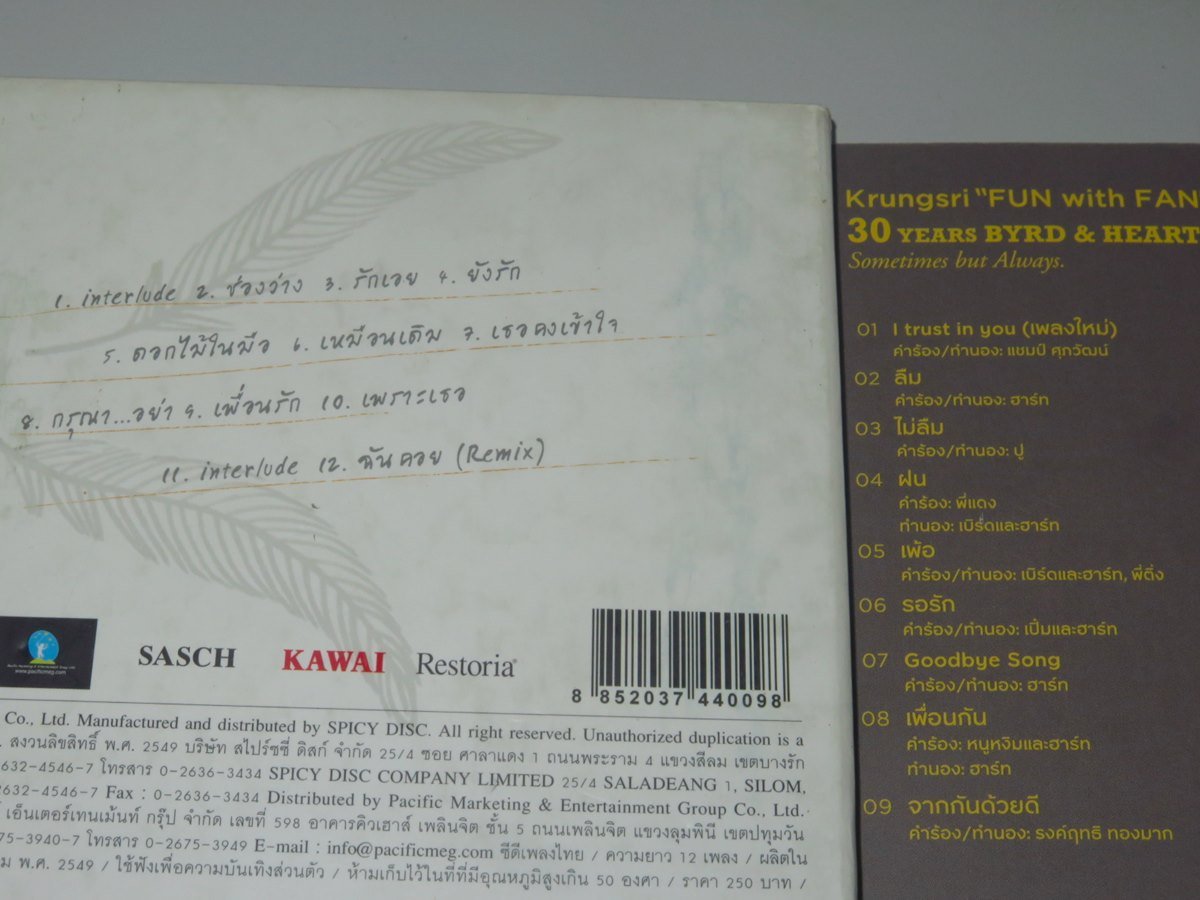 1. interlude 2. ช่องว่าง 3. รักเอย 4. ยังรัก
5. ดอกไม้ในมือ 6. เหมือนเดิม 7. เธอคงเข้าใจ
8. กรุณา...อย่า 9. เพื่อนรัก 10. เพราะเธอ
11. interlude 12. ฉันคอย (Remix)
www.pacificmeg.com
SASCH KAWAI Restoria
8 852037 440098
Co., Ltd. Manufactured and distributed by SPICY DISC. All right reserved. Unauthorized duplication is a
. สงวนลิขสิทธิ์ พ.ศ. 2549 บริษัท สไปร์ซซี่ ดิสก์ จำกัด 25/4 ซอย ศาลาแดง 1 ถนนพระราม 4 แขวงสีลม เขตบางรัก
2632-4546-7 โทรสาร 0-2636-3434 SPICY DISC COMPANY LIMITED 25/4 SALADEANG 1, SILOM,
2632-4546-7 Fax : 0-2636-3434 Distributed by Pacific Marketing & Entertainment Group Co., Ltd.
เอ็นเตอร์เทนเม้นท์ กรุ๊ป จำกัด เลขที่ 598 อาคารคิวเฮาส์ เพลินจิต ชั้น 5 ถนนเพลินจิต แขวงลุมพินี เขตปทุมวัน
2675-3940-7 โทรสาร 0-2675-3949 E-mail : info@pacificmeg.com ซีดีเพลงไทย / ความยาว 12 เพลง / ผลิตใน
ม พ.ศ. 2549 / ใช้ฟังเพื่อความบันเทิงส่วนตัว / ห้ามเก็บไว้ในที่ที่มีอุณหภูมิสูงเกิน 50 องศา / ราคา 250 บาท /
Krungsri "FUN with FAN
30 YEARS BYRD & HEART
Sometimes but Always.
01 I trust in you (เพลงใหม่)
คำร้อง/ทำนอง: แชมป์ ศุภวัฒน์
02 ลืม
คำร้อง/ทำนอง: ฮาร์ท
03 ไม่ลืม
คำร้อง/ทำนอง: ปู
04 ฝน
คำร้อง: พี่แดง
ทำนอง: เบิร์ดและฮาร์ท
05 เพ้อ
คำร้อง/ทำนอง: เบิร์ดและฮาร์ท, พี่ติ่ง
06 รอรัก
คำร้อง/ทำนอง: เปิ้มและฮาร์ท
07 Goodbye Song
คำร้อง/ทำนอง: ฮาร์ท
08 เพื่อนกัน
คำร้อง: หนูหงิมและฮาร์ท
ทำนอง: ฮาร์ท
09 จากกันด้วยดี
คำร้อง/ทำนอง: รงค์ฤทธิ ทองมาก